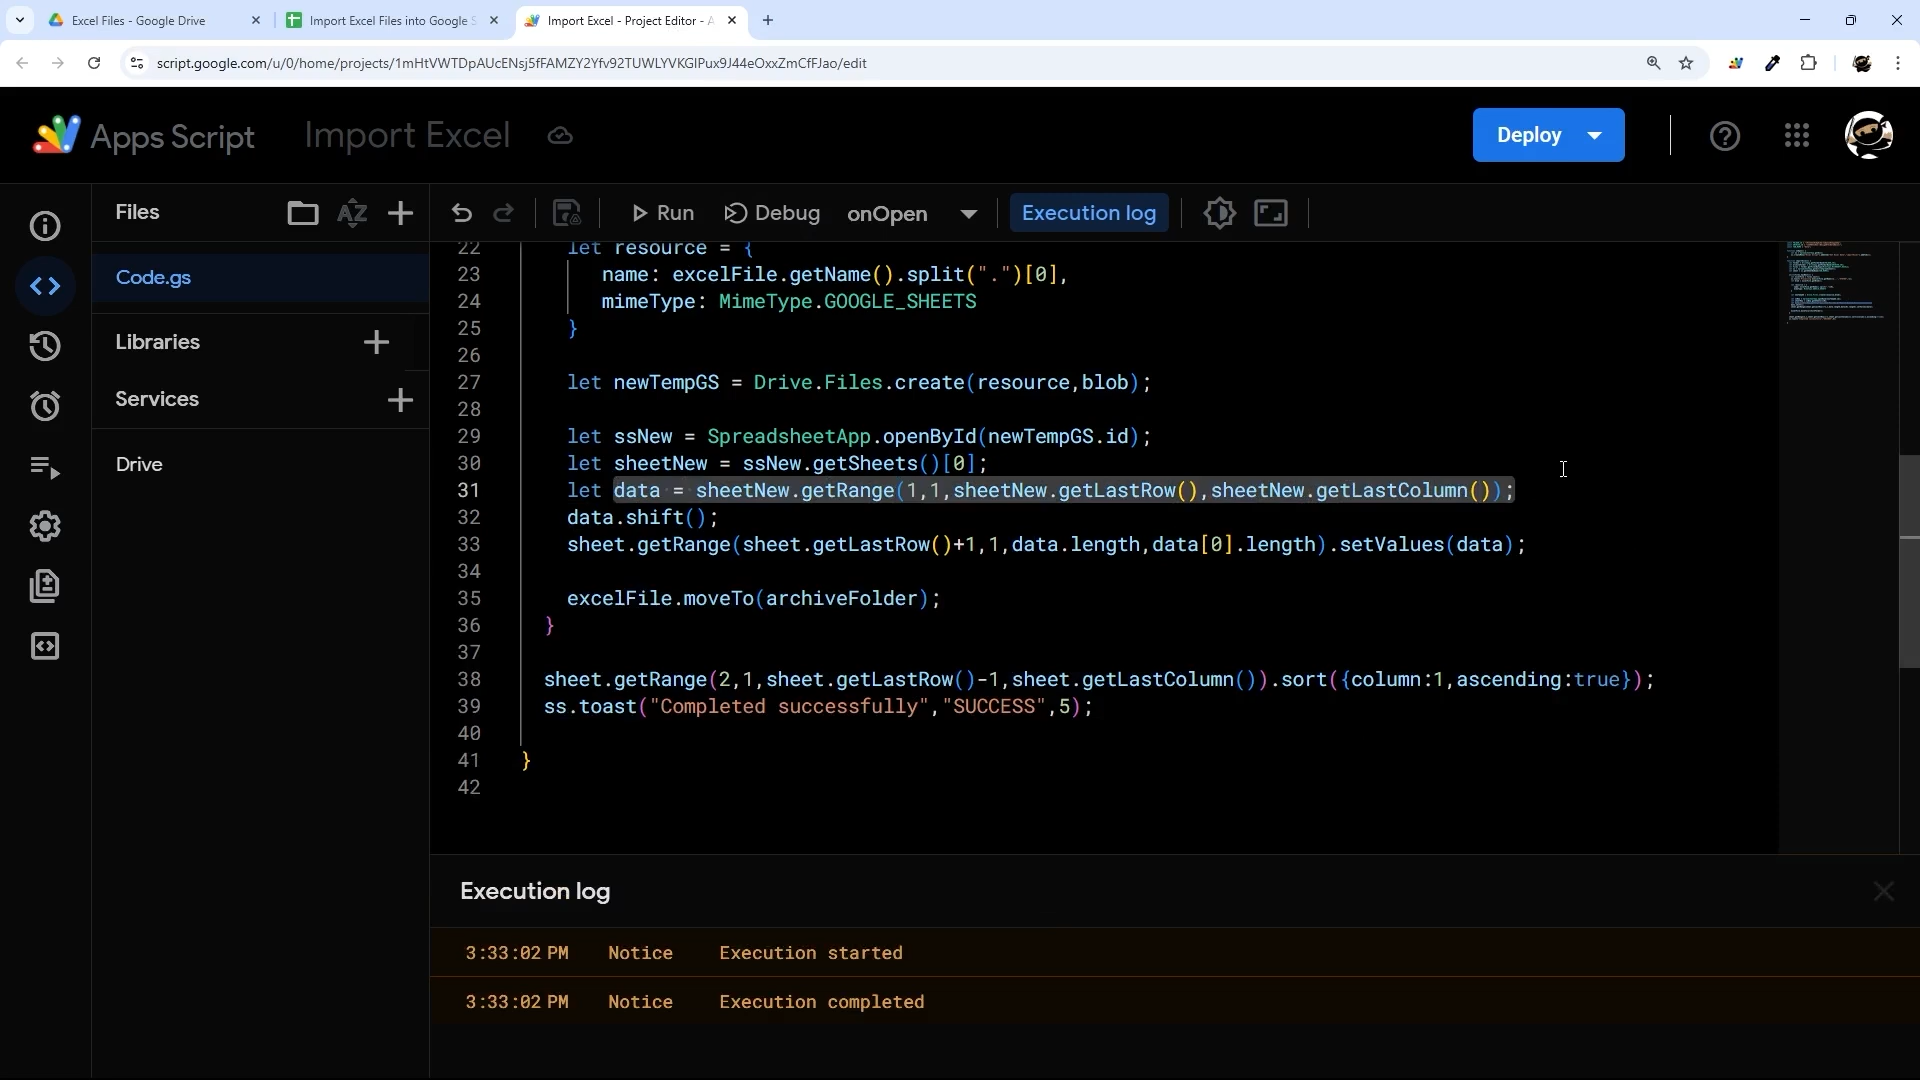 Excel Files - Google Drive
Import Excel Files into Google S
Import Excel - Project Editor - A
script.google.com/u/0/home/projects/1mHtVWTDpAUcENsj5fFAMZY2Yfv92TUWLYVKGlPux9J44eOxxZmCfFJao/edit
Apps Script
Import Excel
Deploy
Files
Run
Debug
onOpen
Execution log
Code.gs
Libraries
Services
Drive
22 let resource = {
23 name: excelFile.getName().split(".")[0],
24 mimeType: MimeType.GOOGLE_SHEETS
25 }
26
27 let newTempGS = Drive.Files.create(resource,blob);
28
29 let ssNew = SpreadsheetApp.openById(newTempGS.id);
30 let sheetNew = ssNew.getSheets()[0];
31 let data = sheetNew.getRange(1,1,sheetNew.getLastRow(),sheetNew.getLastColumn());
32 data.shift();
33 sheet.getRange(sheet.getLastRow()+1,1,data.length,data[0].length).setValues(data);
34
35 excelFile.moveTo(archiveFolder);
36 }
37
38 sheet.getRange(2,1,sheet.getLastRow()-1,sheet.getLastColumn()).sort({column:1,ascending:true});
39 ss.toast("Completed successfully","SUCCESS",5);
40
41 }
42
Execution log
3:33:02 PM Notice Execution started
3:33:02 PM Notice Execution completed